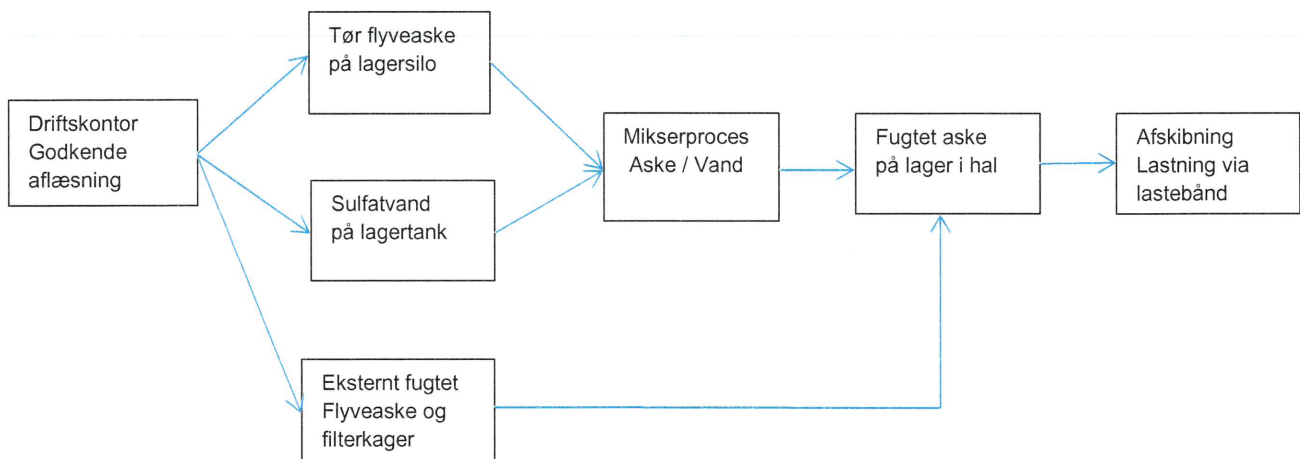 Tør flyveaske
på lagersilo
Driftskontor
Godkende
aflæsning
Mikserproces
Aske / Vand
Fugtet aske
på lager i hal
Afskibning
Lastning via
lastebånd
Sulfatvand
på lagertank
Eksternt fugtet
Flyveaske og
filterkager